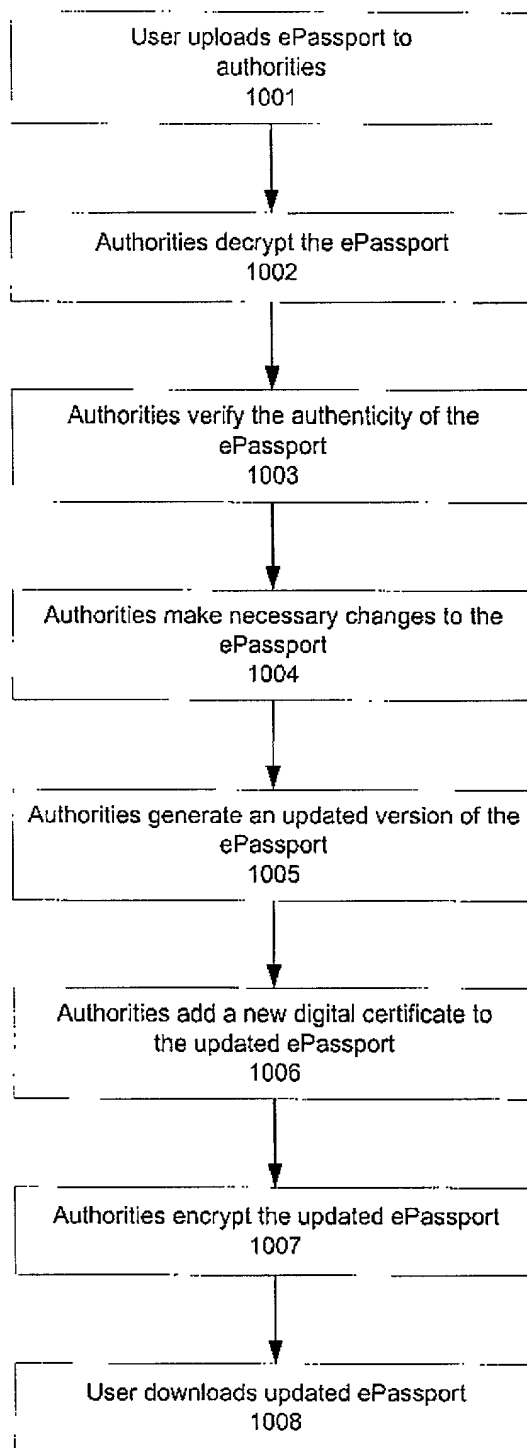 User uploads ePassport to
authorities
1001
Authorities decrypt the ePassport
1002
Authorities verify the authenticity of the
ePassport
1003
Authorities make necessary changes to the
ePassport
1004
Authorities generate an updated version of the
ePassport
1005
Authorities add a new digital certificate to
the updated ePassport
1006
Authorities encrypt the updated ePassport
1007
User downloads updated ePassport
1008